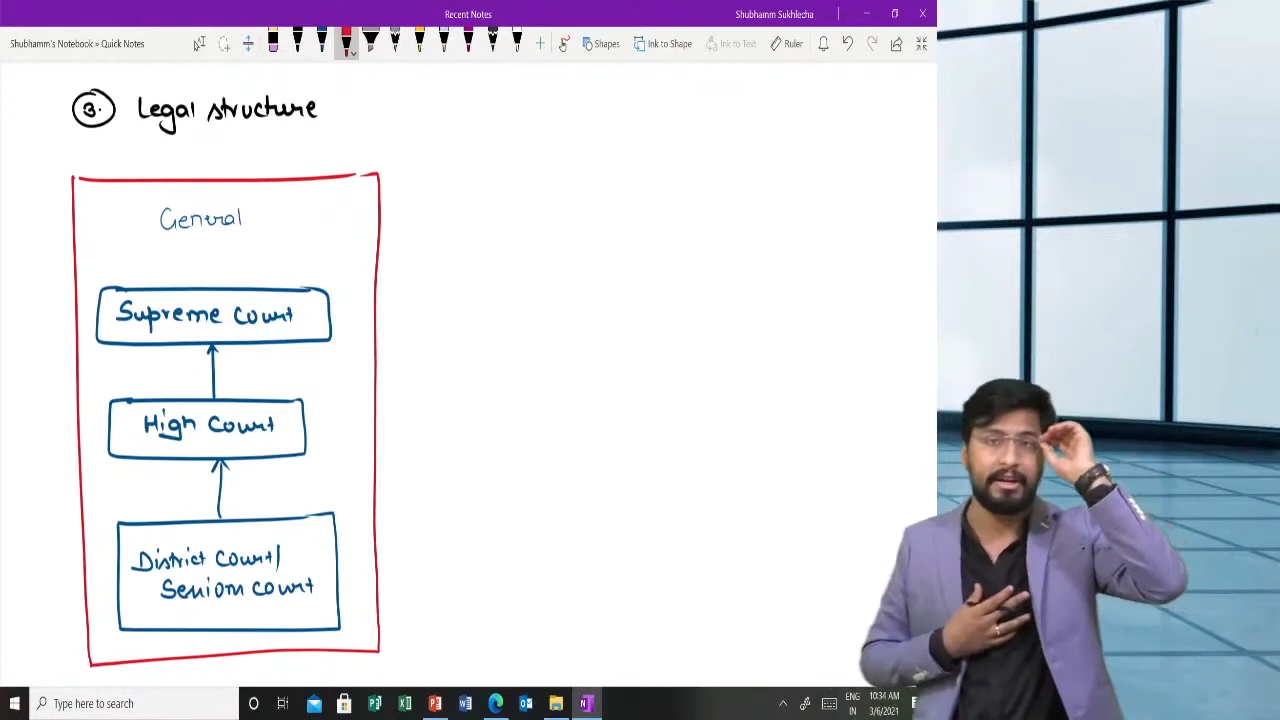 Recent Notes
Shubhamm Sukhlecha
Shubhamm's Notebook » Quick Notes
Shapes
Ink to Shape
Ink to Text
Ruler
3. Legal structure
General
Supreme Court
High Court
District Court/
Seniom Court
Type here to search
ENG
IN
10:34 AM
3/6/2021